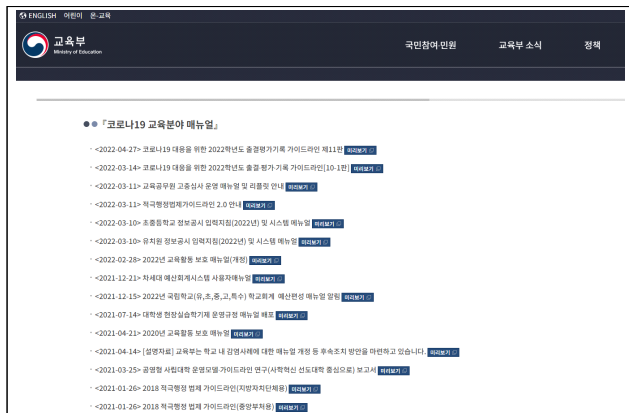 ENGLISH 어린이 온-교육
교육부
Ministry of Education
국민참여·민원 교육부 소식 정책
『코로나19 교육분야 매뉴얼』
· <2022-04-27> 코로나19 대응을 위한 2022학년도 출결평가기록 가이드라인 제11판 미리보기
· <2022-03-14> 코로나19 대응을 위한 2022학년도 출결·평가·기록 가이드라인[10-1판] 미리보기
· <2022-03-11> 교육공무원 고충심사 운영 매뉴얼 및 리플릿 안내 미리보기
· <2022-03-11> 적극행정법제가이드라인 2.0 안내 미리보기
· <2022-03-10> 초중등학교 정보공시 입력지침(2022년) 및 시스템 메뉴얼 미리보기
· <2022-03-10> 유치원 정보공시 입력지침(2022년) 및 시스템 메뉴얼 미리보기
· <2022-02-28> 2022년 교육활동 보호 매뉴얼(개정) 미리보기
· <2021-12-21> 차세대 예산회계시스템 사용자매뉴얼 미리보기
· <2021-12-15> 2022년 국립학교(유,초,중,고,특수) 학교회계 예산편성 매뉴얼 알림 미리보기
· <2021-07-14> 대학생 현장실습학기제 운영규정 매뉴얼 배포 미리보기
· <2021-04-21> 2020년 교육활동 보호 매뉴얼 미리보기
· <2021-04-14> [설명자료] 교육부는 학교 내 감염사례에 대한 매뉴얼 개정 등 후속조치 방안을 마련하고 있습니다. 미리보기
· <2021-03-25> 공영형 사립대학 운영모델·가이드라인 연구(사학혁신 선도대학 중심으로) 보고서 미리보기
· <2021-01-26> 2018 적극행정 법제 가이드라인(지방자치단체용) 미리보기
· <2021-01-26> 2018 적극행정 법제 가이드라인(중앙부처용) 미리보기